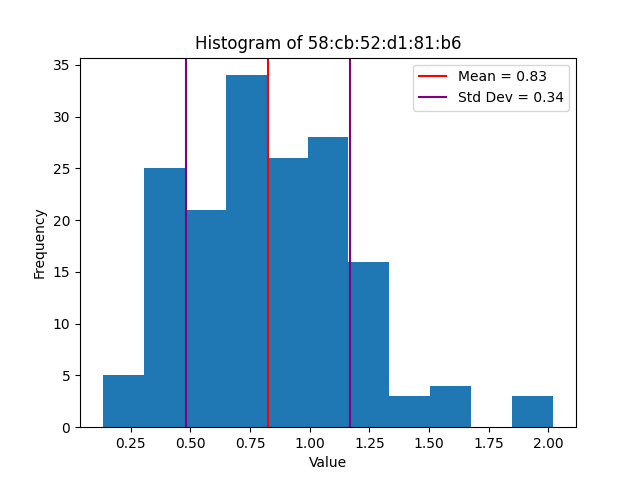 Histogram of 58:cb:52:d1:81:b6
Mean = 0.83
Std Dev = 0.34
35
30
25
20
15
10
5
0
Frequency
0.25 0.50 0.75 1.00 1.25 1.50 1.75 2.00
Value